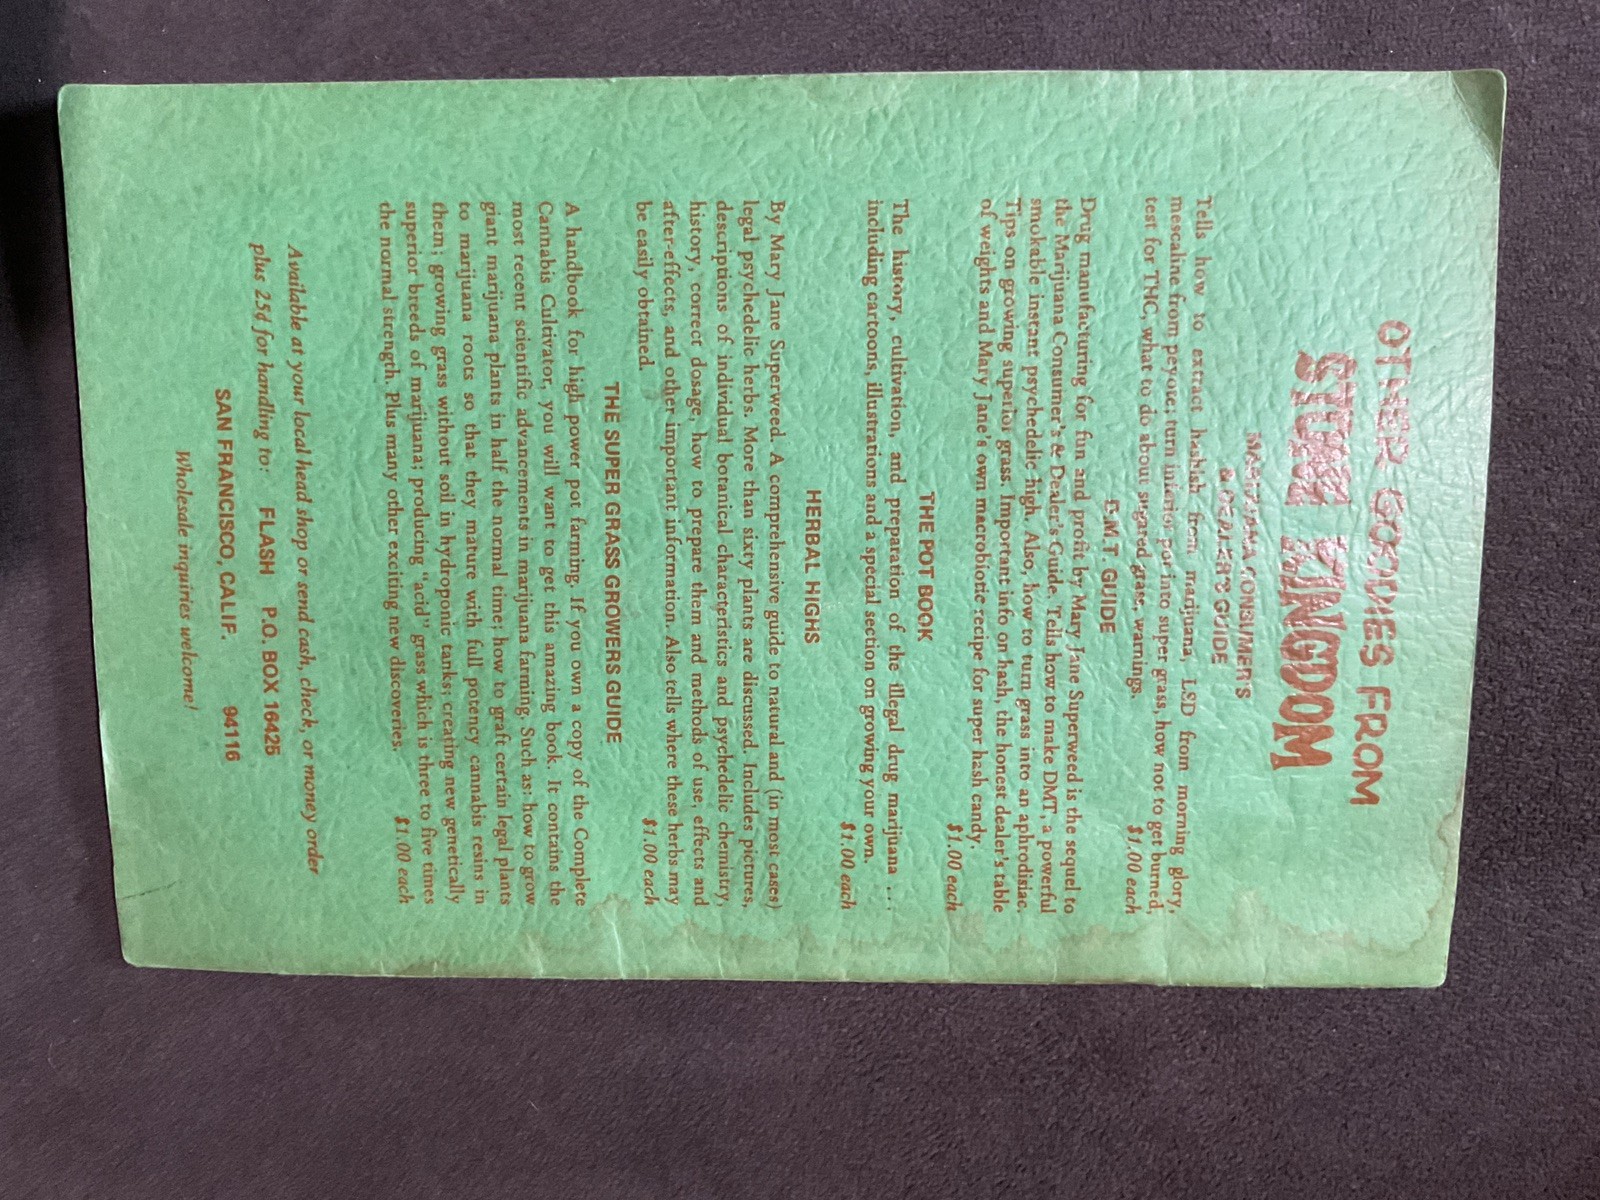 OTHER GOODIES FROM
STONE KINGDOM
MARIJUANA CONSUMER'S
& DEALER'S GUIDE
Tells how to extract hashish from marijuana, LSD from morning glory,
mescaline from peyote; turn inferior pot into super grass, how not to get burned,
test for THC, what to do about sugared grass, warnings.
$1.00 each
D.M.T. GUIDE
Drug manufacturing for fun and profit by Mary Jane Superweed is the sequel to
the Marijuana Consumer's & Dealer's Guide. Tells how to make DMT, a powerful
smokable instant psychedelic high. Also, how to turn grass into an aphrodisiac.
Tips on growing superior grass. Important info on hash, the honest dealer's table
of weights and Mary Jane's own macrobiotic recipe for super hash candy.
$1.00 each
THE POT BOOK
The history, cultivation, and preparation of the illegal drug marijuana ...
including cartoons, illustrations and a special section on growing your own.
$1.00 each
HERBAL HIGHS
By Mary Jane Superweed. A comprehensive guide to natural and (in most cases)
legal psychedelic herbs. More than sixty plants are discussed. Includes pictures,
descriptions of individual botanical characteristics and psychedelic chemistry,
history, correct dosage, how to prepare them and methods of use, effects and
after-effects, and other important information. Also tells where these herbs may
be easily obtained.
$1.00 each
THE SUPER GRASS GROWERS GUIDE
A handbook for high power pot farming. If you own a copy of the Complete
Cannabis Cultivator, you will want to get this amazing book. It contains the
most recent scientific advancements in marijuana farming. Such as: how to grow
giant marijuana plants in half the normal time; how to graft certain legal plants
to marijuana roots so that they mature with full potency cannabis resins in
them; growing grass without soil in hydroponic tanks; creating new genetically
superior breeds of marijuana; producing "acid" grass which is three to five times
the normal strength. Plus many other exciting new discoveries.
$1.00 each
Available at your local head shop or send cash, check, or money order
plus 25¢ for handling to: FLASH P.O. BOX 16425
SAN FRANCISCO, CALIF. 94116
Wholesale inquiries welcome!